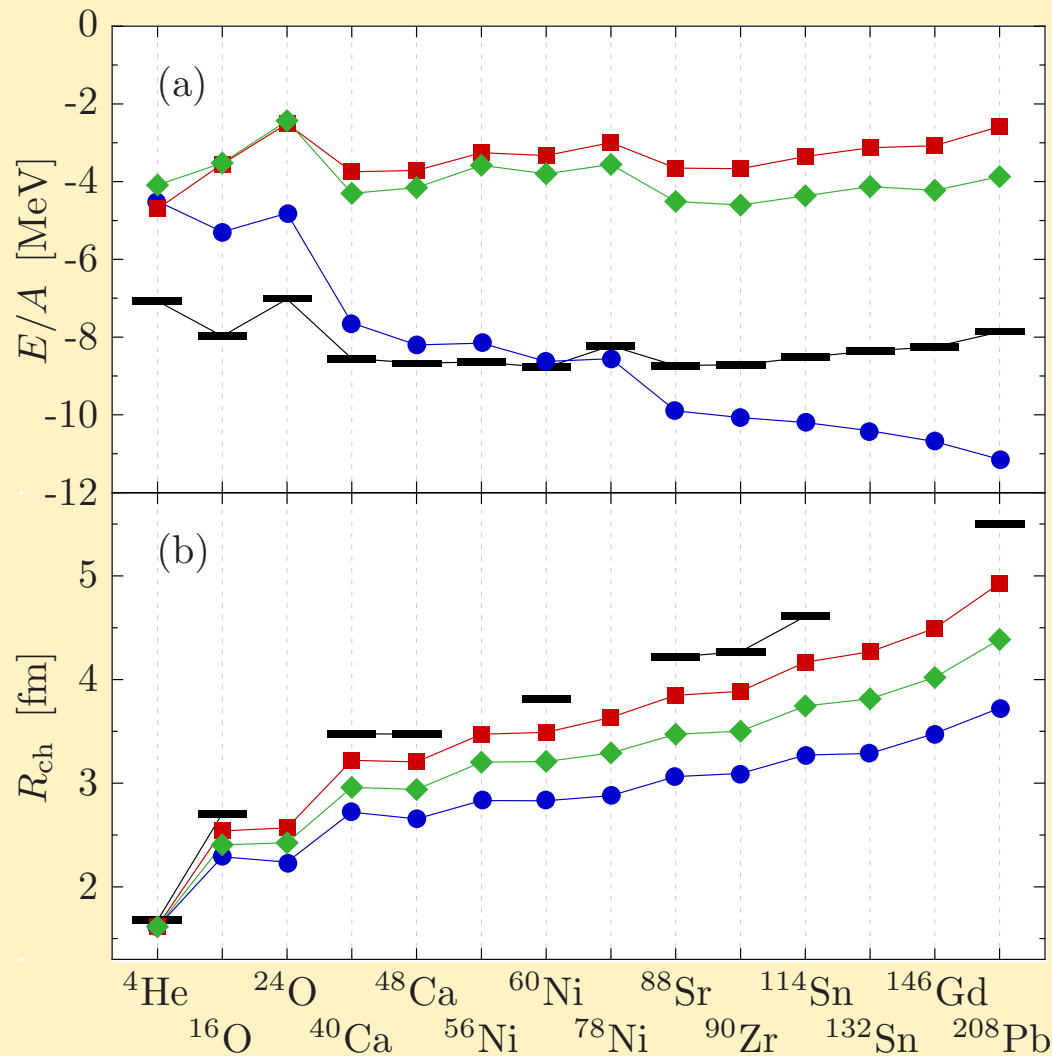 0
(a)
-2
-4
E/A [MeV]
-6
-8
-10
-12
(b)
5
4
R_ch [fm]
3
2
⁴He ²⁴O ⁴⁸Ca ⁶⁰Ni ⁸⁸Sr ¹¹⁴Sn ¹⁴⁶Gd
¹⁶O ⁴⁰Ca ⁵⁶Ni ⁷⁸Ni ⁹⁰Zr ¹³²Sn ²⁰⁸Pb